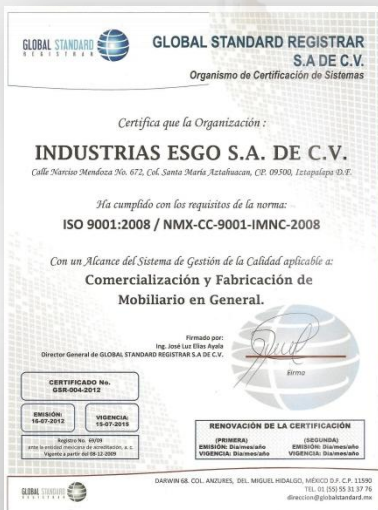 GLOBAL STANDARD
REGISTRAR
GLOBAL STANDARD REGISTRAR
S.A DE C.V.
Organismo de Certificación de Sistemas
Certifica que la Organización :
INDUSTRIAS ESGO S.A. DE C.V.
Calle Narciso Mendoza No. 672, Col. Santa María Aztahuacan, CP. 09500, Iztapalapa D.F.
Ha cumplido con los requisitos de la norma:
ISO 9001:2008 / NMX-CC-9001-IMNC-2008
Con un Alcance del Sistema de Gestión de la Calidad aplicable a:
Comercialización y Fabricación de
Mobiliario en General.
Firmado por:
Ing. José Luz Elias Ayala
Director General de GLOBAL STANDARD REGISTRAR S.A DE C.V.
Firma
CERTIFICADO No.
GSR-004-2012
EMISIÓN:
16-07-2012
VIGENCIA:
15-07-2015
Registro No. 69/09
ante la entidad mexicana de acreditación, a. c.
Vigente a partir del 08-12-2009
RENOVACIÓN DE LA CERTIFICACIÓN
(PRIMERA)
EMISIÓN: Dia/mes/año
VIGENCIA: Dia/mes/año
(SEGUNDA)
EMISIÓN: Dia/mes/año
VIGENCIA: Dia/mes/año
GLOBAL STANDARD
REGISTRAR
DARWIN 68. COL. ANZURES, DEL. MIGUEL HIDALGO, MÉXICO D.F. C.P. 11590
TEL. 01 (55) 55 31 37 76
direccion@globalstandard.mx